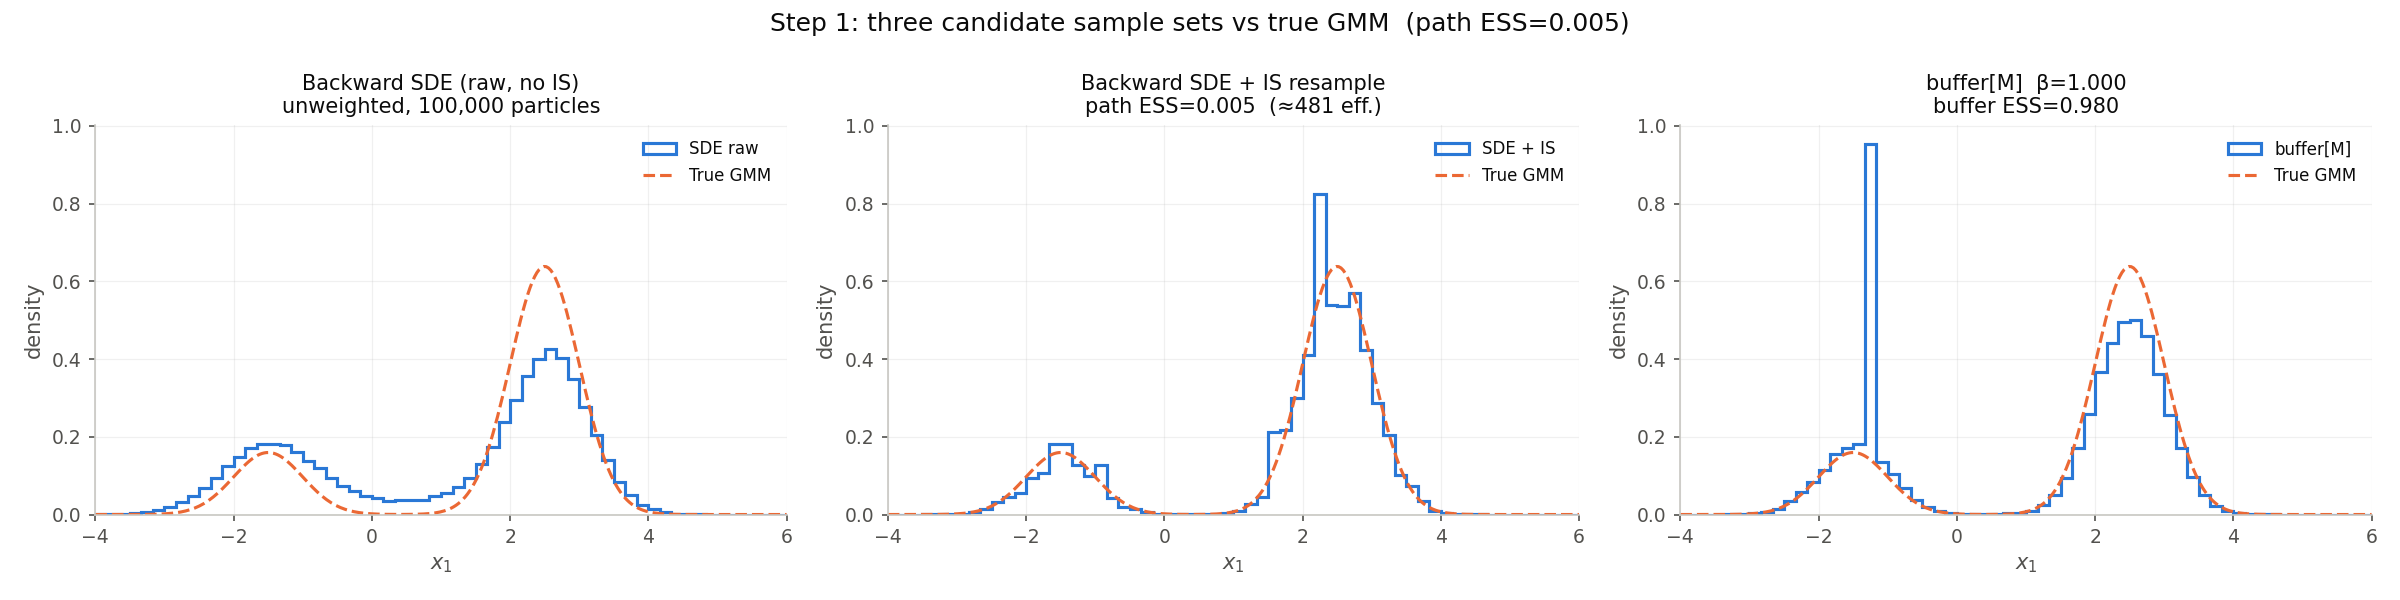 Step 1: three candidate sample sets vs true GMM  (path ESS=0.005)
Backward SDE (raw, no IS)
unweighted, 100,000 particles
1.0
0.8
0.6
0.4
0.2
0.0
density
SDE raw
True GMM
−4
−2
0
2
4
6
x₁
Backward SDE + IS resample
path ESS=0.005  (≈481 eff.)
1.0
0.8
0.6
0.4
0.2
0.0
density
SDE + IS
True GMM
−4
−2
0
2
4
6
x₁
buffer[M]  β=1.000
buffer ESS=0.980
1.0
0.8
0.6
0.4
0.2
0.0
density
buffer[M]
True GMM
−4
−2
0
2
4
6
x₁